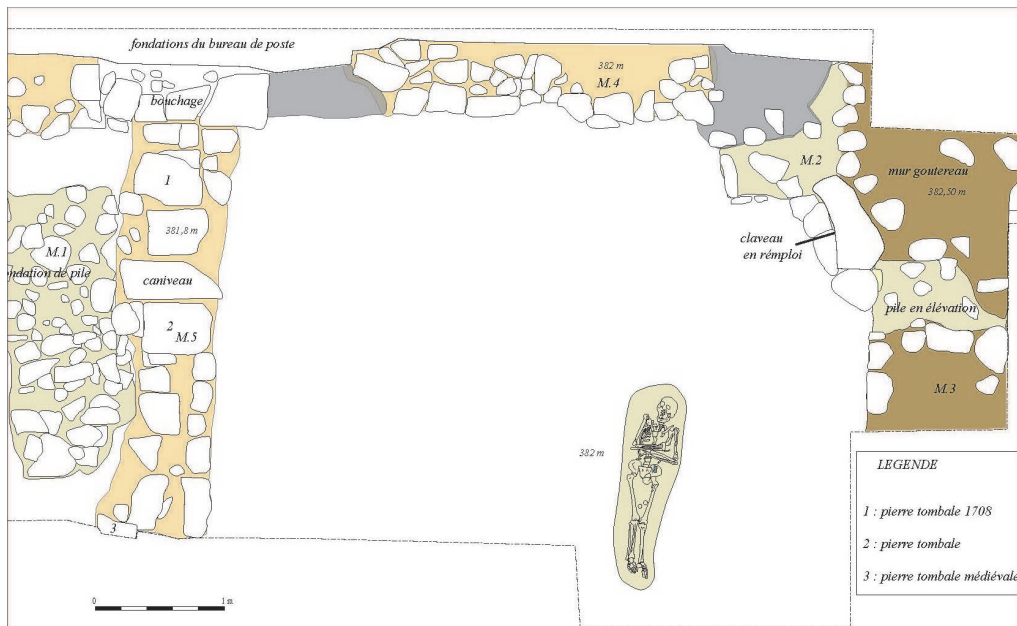 fondations du bureau de poste
382 m
M.4
bouchage
M.2
mur goutereau
382,50 m
1
381,8 m
claveau
en rémploi
M.1
ondation de pile
caniveau
pile en élévation
2
M.5
M.3
382 m
LEGENDE
1 : pierre tombale 1708
2 : pierre tombale
3 : pierre tombale médiévale
3
0
1 m